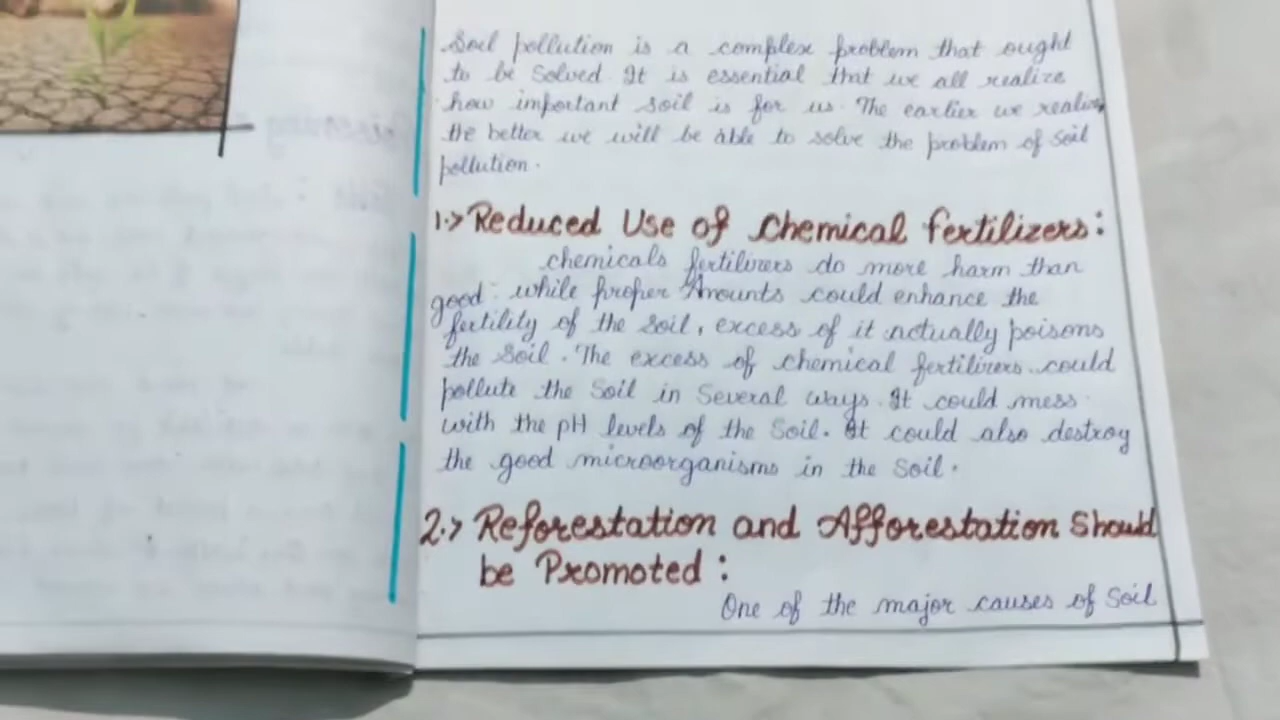 Soil pollution is a complex problem that ought
to be Solved. It is essential that we all realize
how important soil is for us. The earlier we realize
the better we will be able to solve the problem of Soil
pollution.
1.> Reduced Use of Chemical fertilizers:
chemicals fertilizers do more harm than
good. while proper Amounts could enhance the
fertility of the Soil, excess of it actually poisons
the Soil. The excess of chemical fertilizers could
pollute the Soil in Several ways. It could mess
with the pH levels of the Soil. It could also destroy
the good microorganisms in the Soil.
2.> Reforestation and Afforestation Should
be Promoted:
One of the major causes of Soil